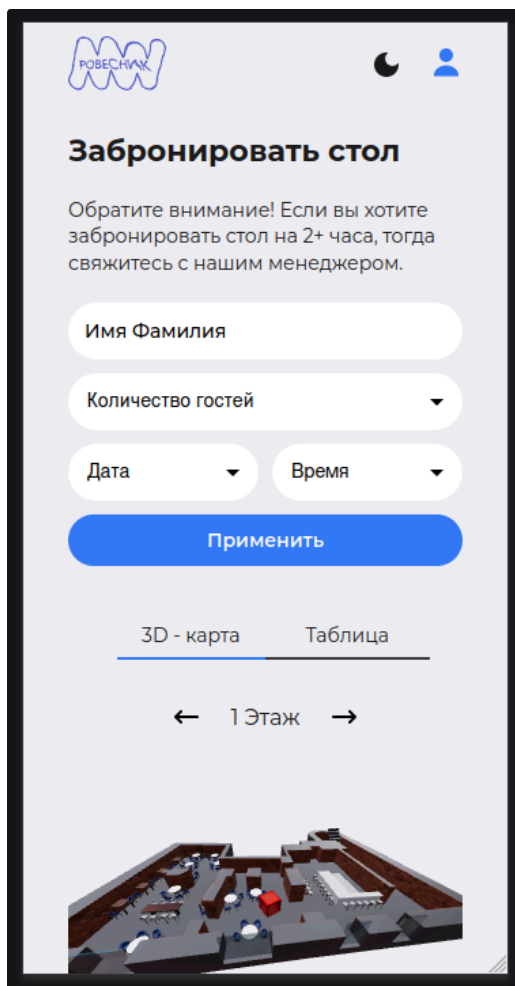 РОВЕСНИК
Забронировать стол
Обратите внимание! Если вы хотите
забронировать стол на 2+ часа, тогда
свяжитесь с нашим менеджером.
Имя Фамилия
Количество гостей
Дата Время
Применить
3D - карта Таблица
← 1 Этаж →